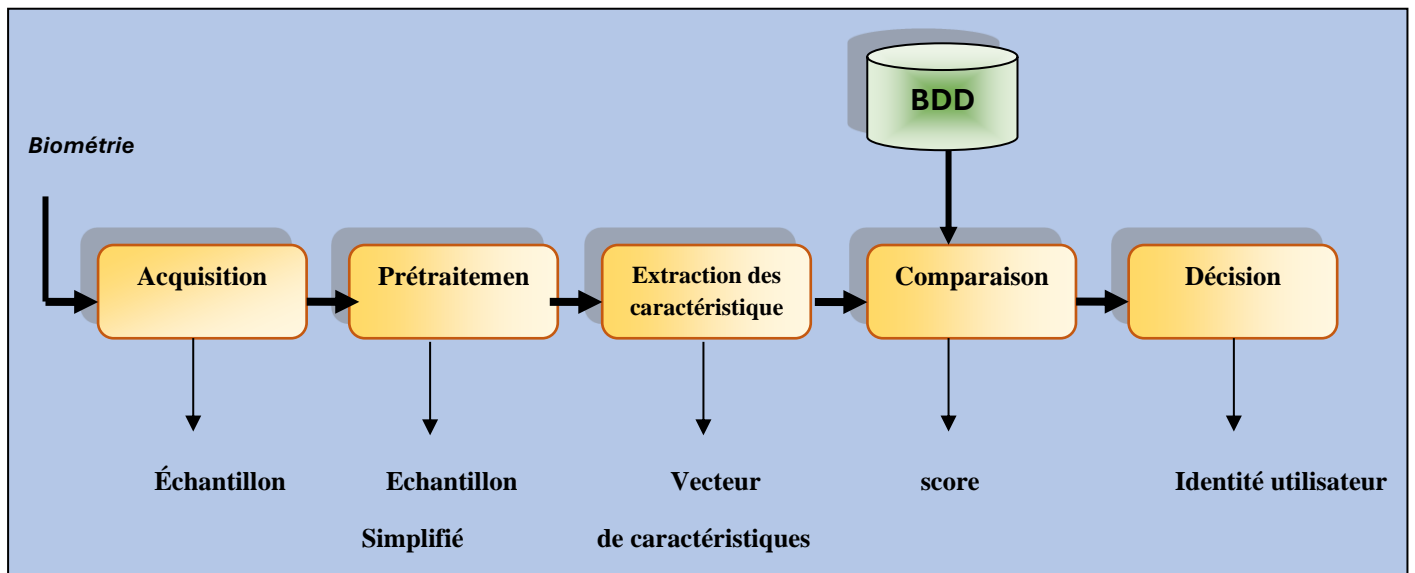 BDD
Biométrie
Acquisition
Prétraitemen
Extraction des
caractéristique
Comparaison
Décision
Échantillon
Echantillon
Simplifié
Vecteur
de caractéristiques
score
Identité utilisateur